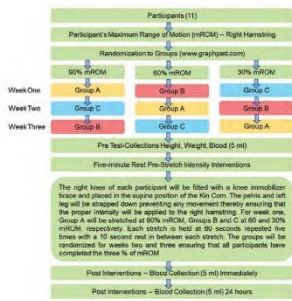 Participants (11)
Participant's Maximum Range of Motion (mROM) – Right Hamstring
Randomization to Groups (www.graphpad.com)
90% mROM 60% mROM 30% mROM
Week One Group A Group B Group C
Week Two Group C Group A Group B
Week Three Group B Group C Group A
Pre Test-Collections Height, Weight, Blood (5 ml)
Five-minute Rest Pre-Stretch Intensity Interventions
The right knee of each participant will be fitted with a knee immobilizer
brace and placed in the supine position of the Kin Com. The pelvis and left
leg will be strapped down preventing any movement thereby ensuring that
the proper intensity will be applied to the right hamstring. For week one,
Group A will be stretched at 90% mROM, Groups B and C at 60 and 30%
mROM, respectively. Each stretch is held at 60 seconds repeated five
times with a 10 second rest in between each stretch. The groups will be
randomized for weeks two and three ensuring that all participants have
completed the three % of mROM
Post Interventions – Blood Collection (5 ml) Immediately
Post Interventions – Blood Collection (5 ml) 24 hours